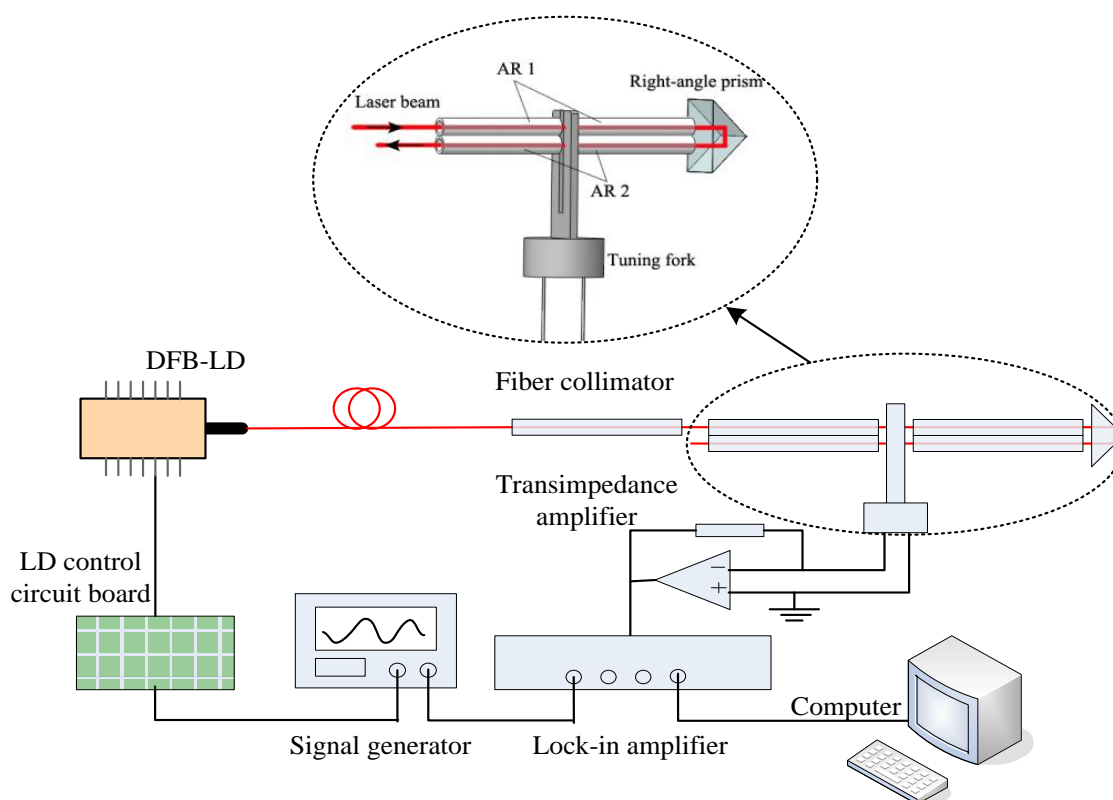 AR 1
Right-angle prism
Laser beam
AR 2
Tuning fork
DFB-LD
Fiber collimator
Transimpedance
amplifier
LD control
circuit board
−
+
Computer
Signal generator
Lock-in amplifier